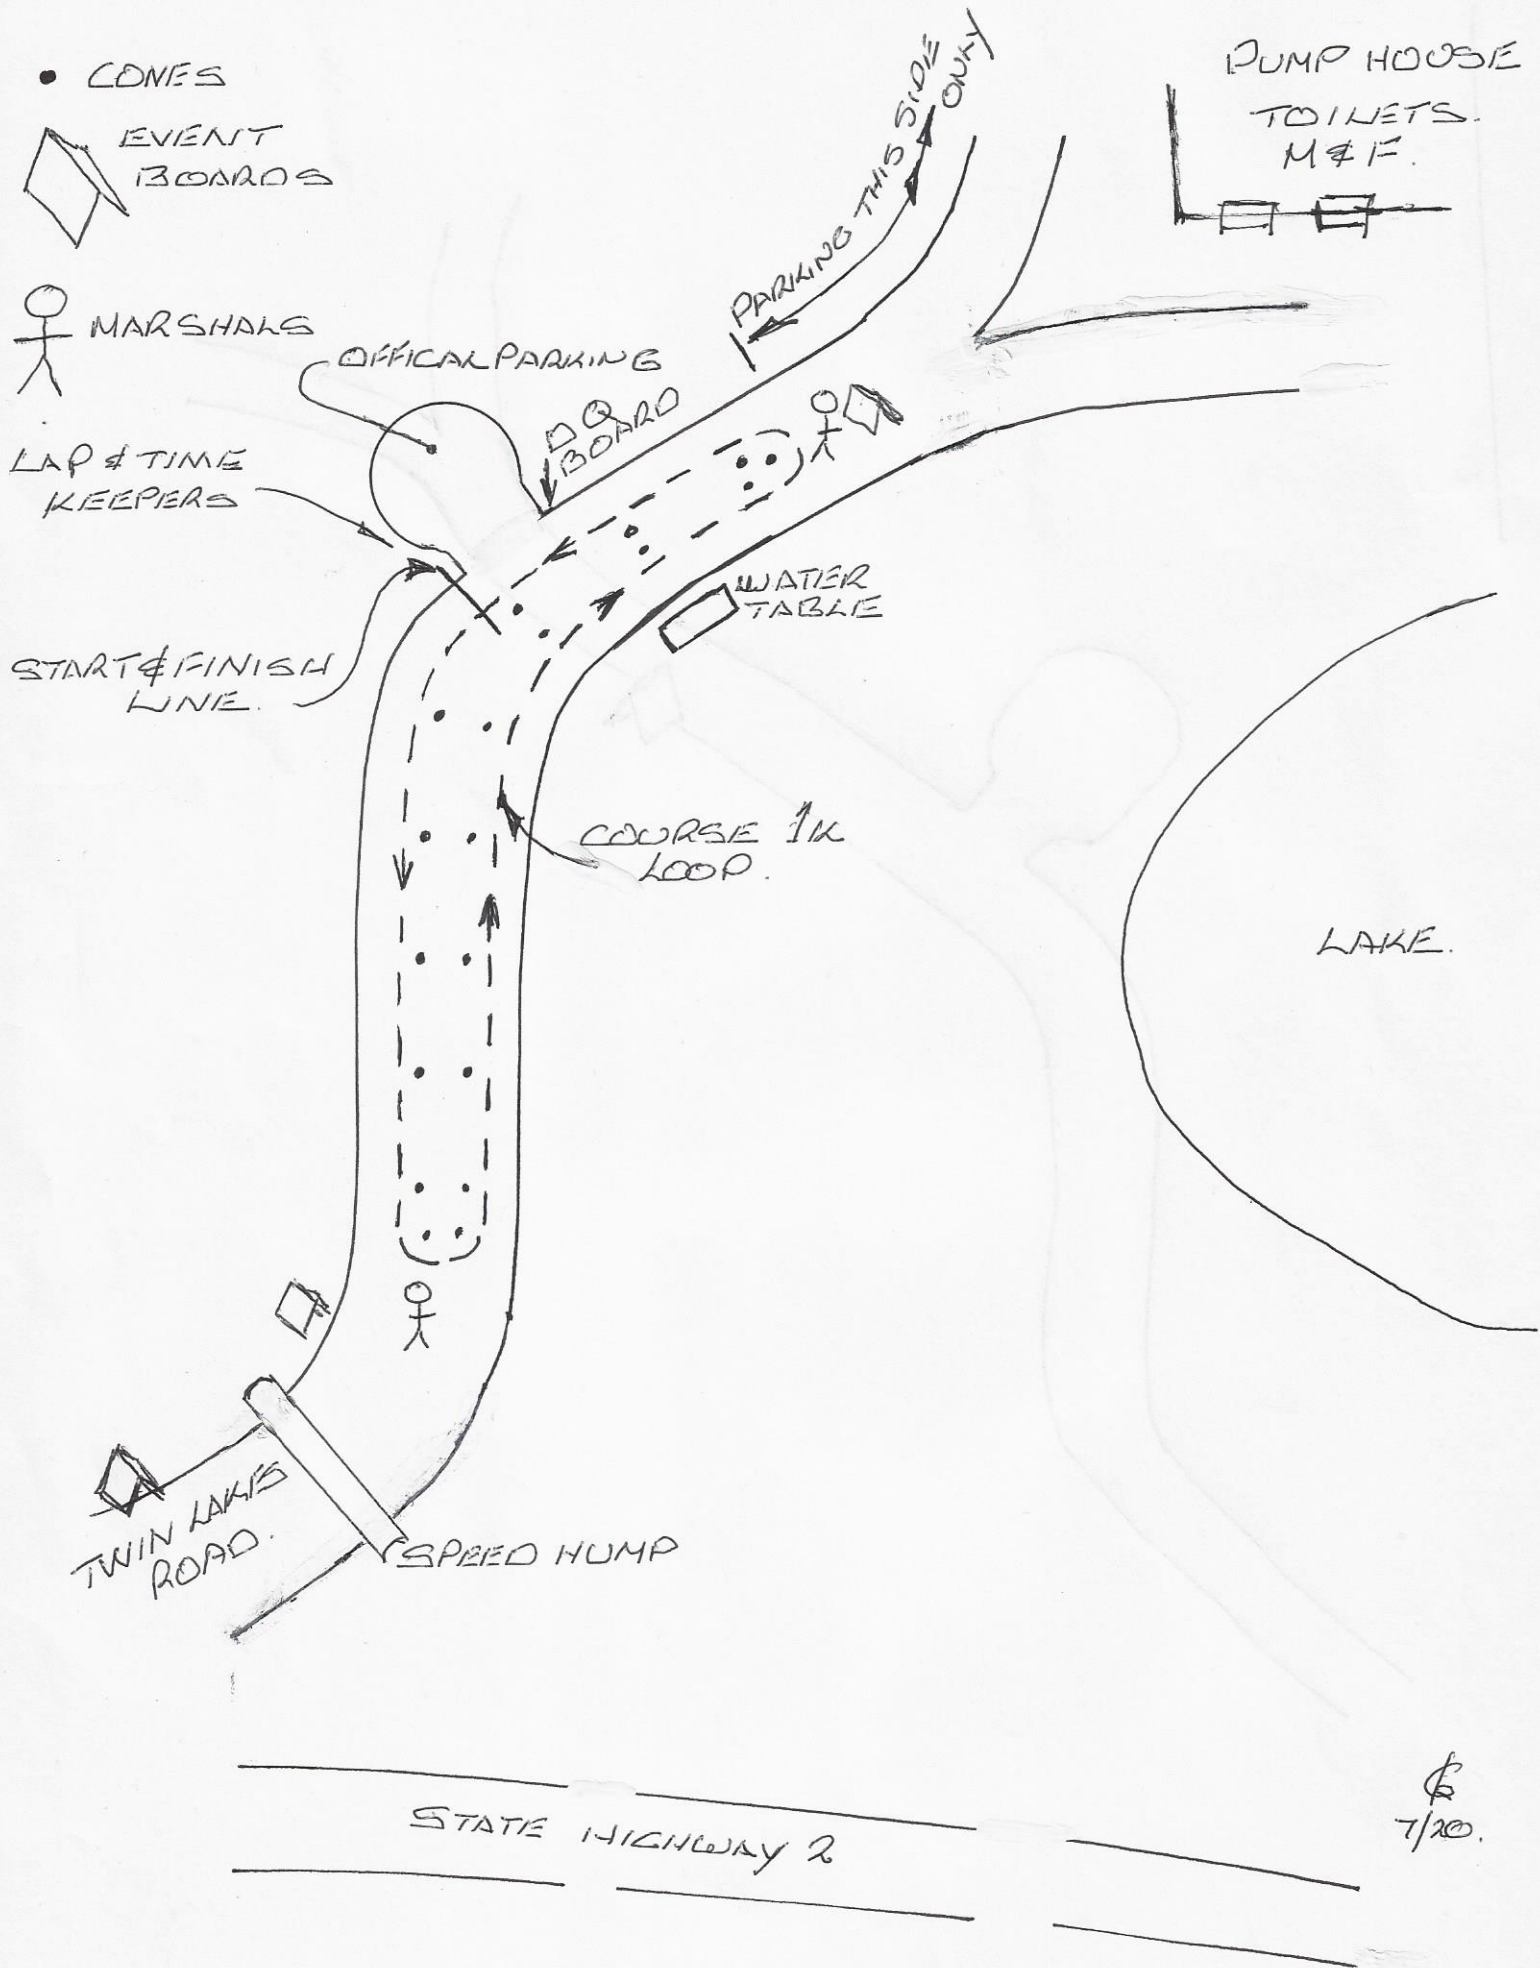 CONES
EVENT
BOARDS
MARSHALS
PUMP HOUSE
TOILETS.
M & F.
PARKING THIS SIDE
ONLY
OFFICAL PARKING
DQ
BOARD
LAP & TIME
KEEPERS
START & FINISH
LINE.
WATER
TABLE
COURSE 1K
LOOP.
LAKE.
TWIN LAKES
ROAD.
SPEED HUMP
STATE HIGHWAY 2
7/20.